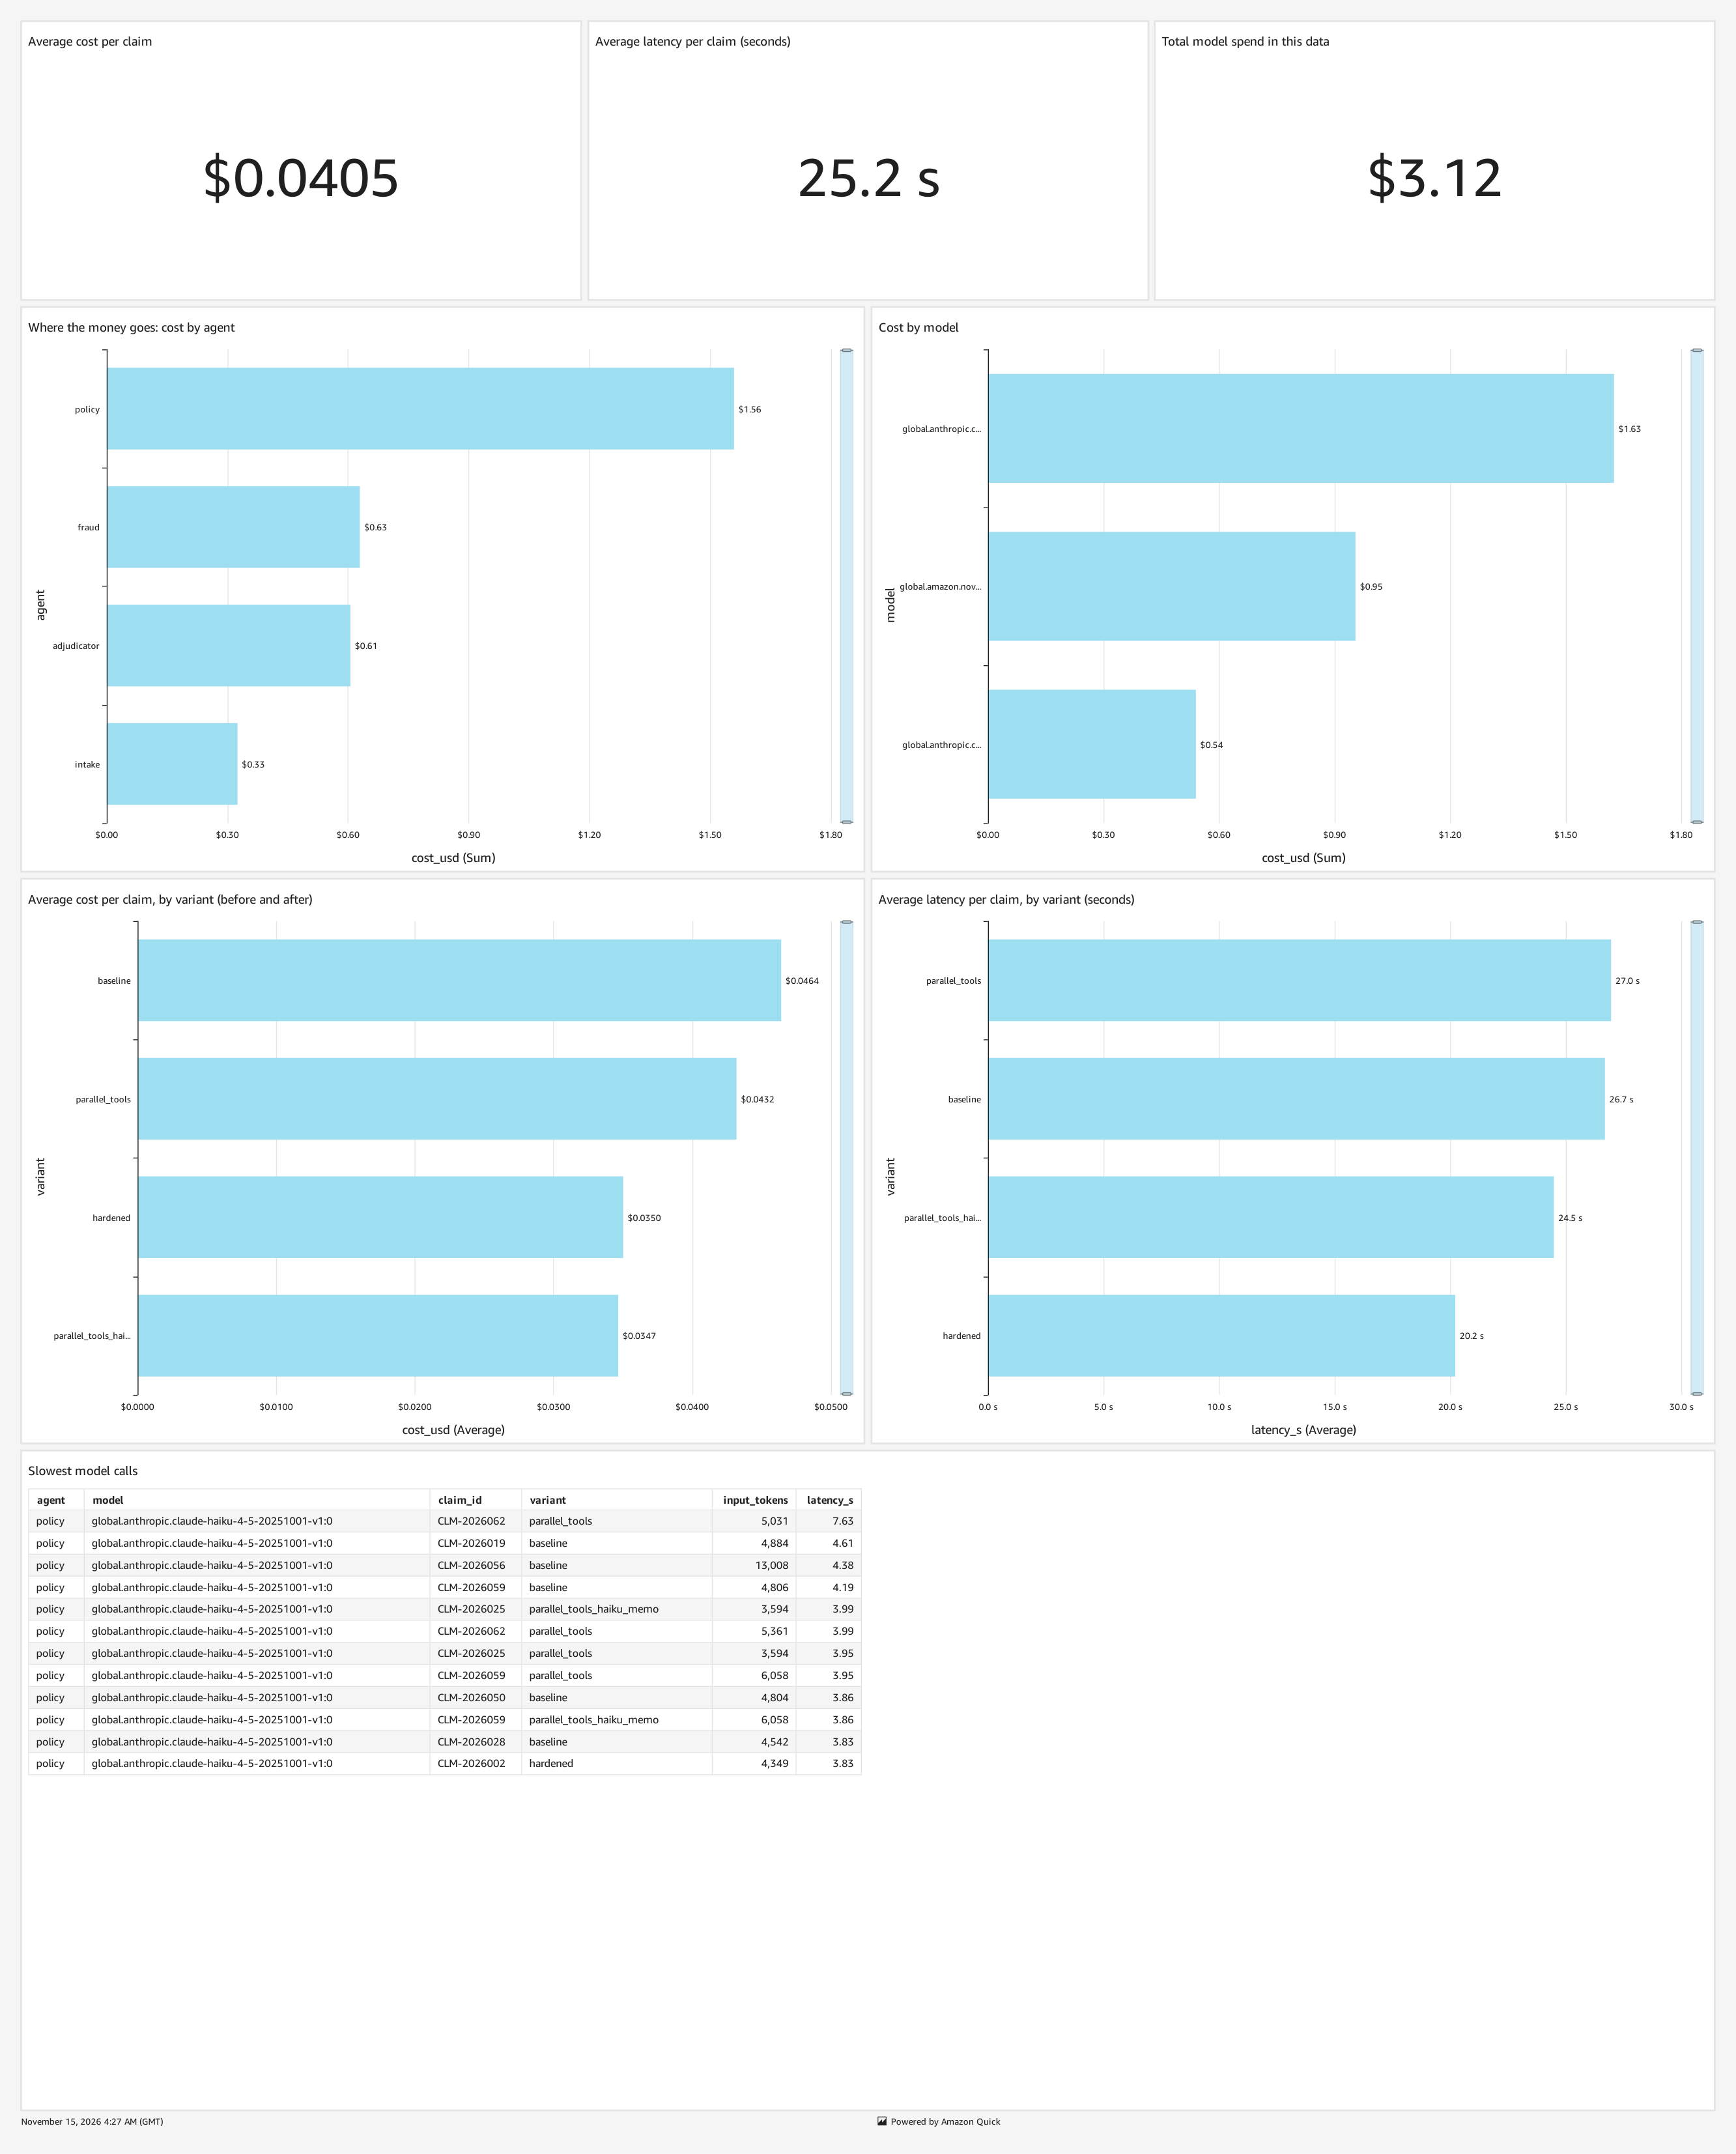 Average cost per claim
$0.0405
Average latency per claim (seconds)
25.2 s
Total model spend in this data
$3.12
Where the money goes: cost by agent
agent
policy
$1.56
fraud
$0.63
adjudicator
$0.61
intake
$0.33
$0.00 $0.30 $0.60 $0.90 $1.20 $1.50 $1.80
cost_usd (Sum)
Cost by model
model
global.anthropic.c...
$1.63
global.amazon.nov...
$0.95
global.anthropic.c...
$0.54
$0.00 $0.30 $0.60 $0.90 $1.20 $1.50 $1.80
cost_usd (Sum)
Average cost per claim, by variant (before and after)
variant
baseline
$0.0464
parallel_tools
$0.0432
hardened
$0.0350
parallel_tools_hai...
$0.0347
$0.0000 $0.0100 $0.0200 $0.0300 $0.0400 $0.0500
cost_usd (Average)
Average latency per claim, by variant (seconds)
variant
parallel_tools
27.0 s
baseline
26.7 s
parallel_tools_hai...
24.5 s
hardened
20.2 s
0.0 s 5.0 s 10.0 s 15.0 s 20.0 s 25.0 s 30.0 s
latency_s (Average)
Slowest model calls
agent model claim_id variant input_tokens latency_s
policy global.anthropic.claude-haiku-4-5-20251001-v1:0 CLM-2026062 parallel_tools 5,031 7.63
policy global.anthropic.claude-haiku-4-5-20251001-v1:0 CLM-2026019 baseline 4,884 4.61
policy global.anthropic.claude-haiku-4-5-20251001-v1:0 CLM-2026056 baseline 13,008 4.38
policy global.anthropic.claude-haiku-4-5-20251001-v1:0 CLM-2026059 baseline 4,806 4.19
policy global.anthropic.claude-haiku-4-5-20251001-v1:0 CLM-2026025 parallel_tools_haiku_memo 3,594 3.99
policy global.anthropic.claude-haiku-4-5-20251001-v1:0 CLM-2026062 parallel_tools 5,361 3.99
policy global.anthropic.claude-haiku-4-5-20251001-v1:0 CLM-2026025 parallel_tools 3,594 3.95
policy global.anthropic.claude-haiku-4-5-20251001-v1:0 CLM-2026059 parallel_tools 6,058 3.95
policy global.anthropic.claude-haiku-4-5-20251001-v1:0 CLM-2026050 baseline 4,804 3.86
policy global.anthropic.claude-haiku-4-5-20251001-v1:0 CLM-2026059 parallel_tools_haiku_memo 6,058 3.86
policy global.anthropic.claude-haiku-4-5-20251001-v1:0 CLM-2026028 baseline 4,542 3.83
policy global.anthropic.claude-haiku-4-5-20251001-v1:0 CLM-2026002 hardened 4,349 3.83
November 15, 2026 4:27 AM (GMT)
Powered by Amazon Quick